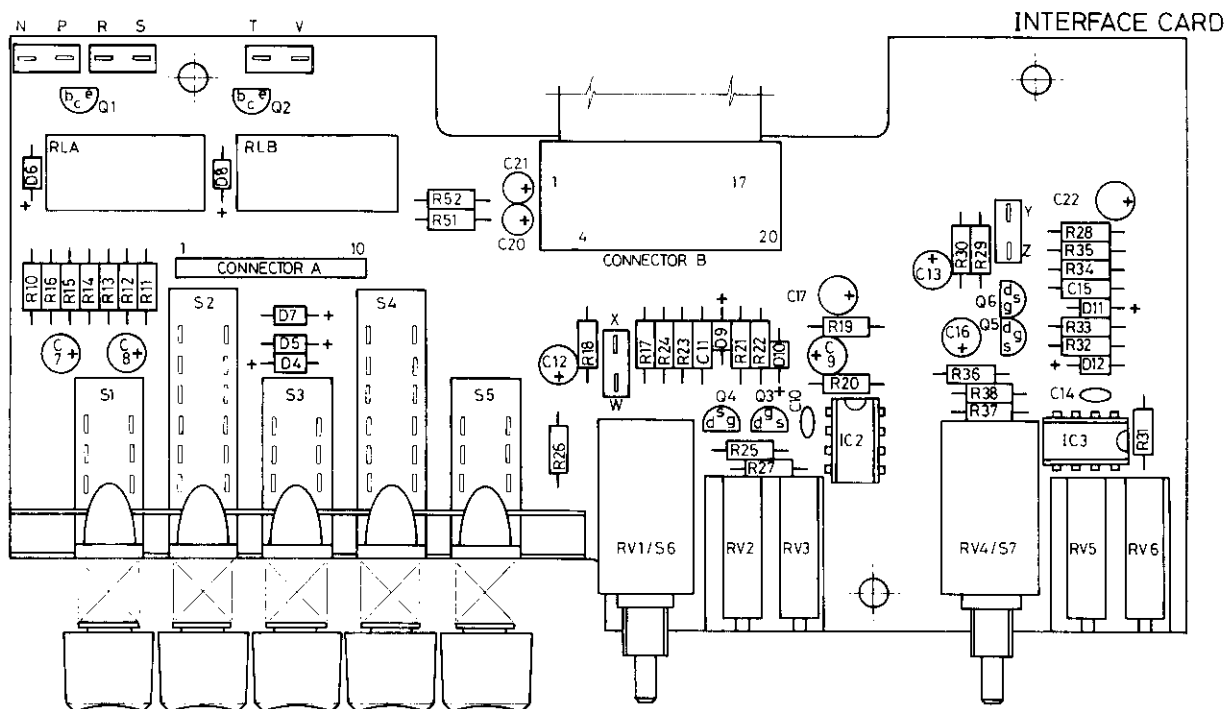 INTERFACE CARD
N P R S T V
b c e Q1
b c e Q2
RLA
RLB
D6
+
D8
+
R52
R51
C21
+
+
C20
1 17
4 20
CONNECTOR B
1 10
CONNECTOR A
R10 R16 R15 R14 R13 R12 R11
C7 +
C8 +
S1
S2
S3
S4
S5
D7 +
D5 +
+ D4
C12
+
R18
X
W
R17 R24 R23 C11 D9 R21 R22 D10
+
+
C17
+
R19
+ C9
R20
Q4
d s g
Q3
d g s
C10
IC2
R26
R25
R27
RV1/S6
RV2
RV3
C22
+
Y
Z
R30 R29
+
C13
Q6
d s g
Q5
d g s
C16
+
R28
R35
R34
C15
D11 +
R33
R32
+ D12
R36
R38
R37
C14
IC3
R31
RV4/S7
RV5
RV6